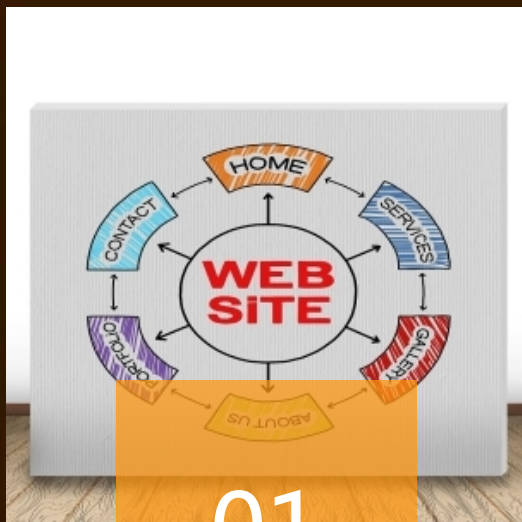 HOME
SERVICES
GALLERY
ABOUT US
PORTFOLiO
CONTACT
WEB
SiTE
01